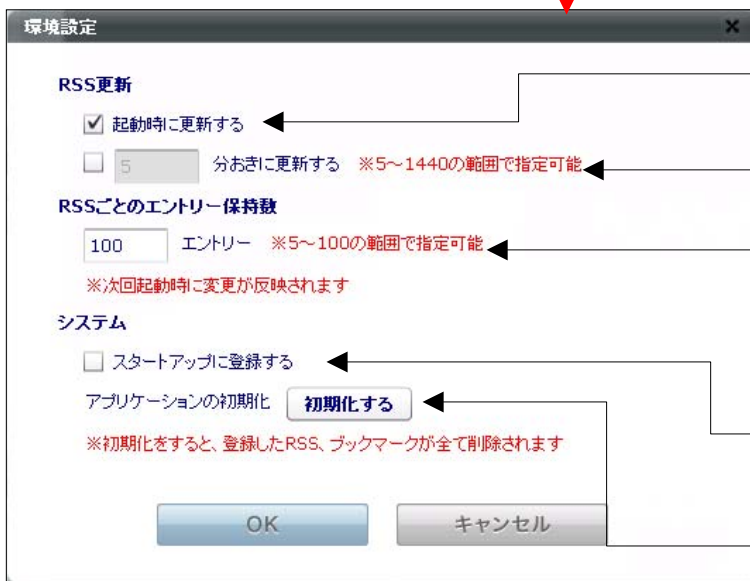 環境設定
RSS更新
起動時に更新する
5 分おきに更新する ※5～1440の範囲で指定可能
RSSごとのエントリー保持数
100 エントリー ※5～100の範囲で指定可能
※次回起動時に変更が反映されます
システム
スタートアップに登録する
アプリケーションの初期化 初期化する
※初期化をすると、登録したRSS、ブックマークが全て削除されます
OK キャンセル